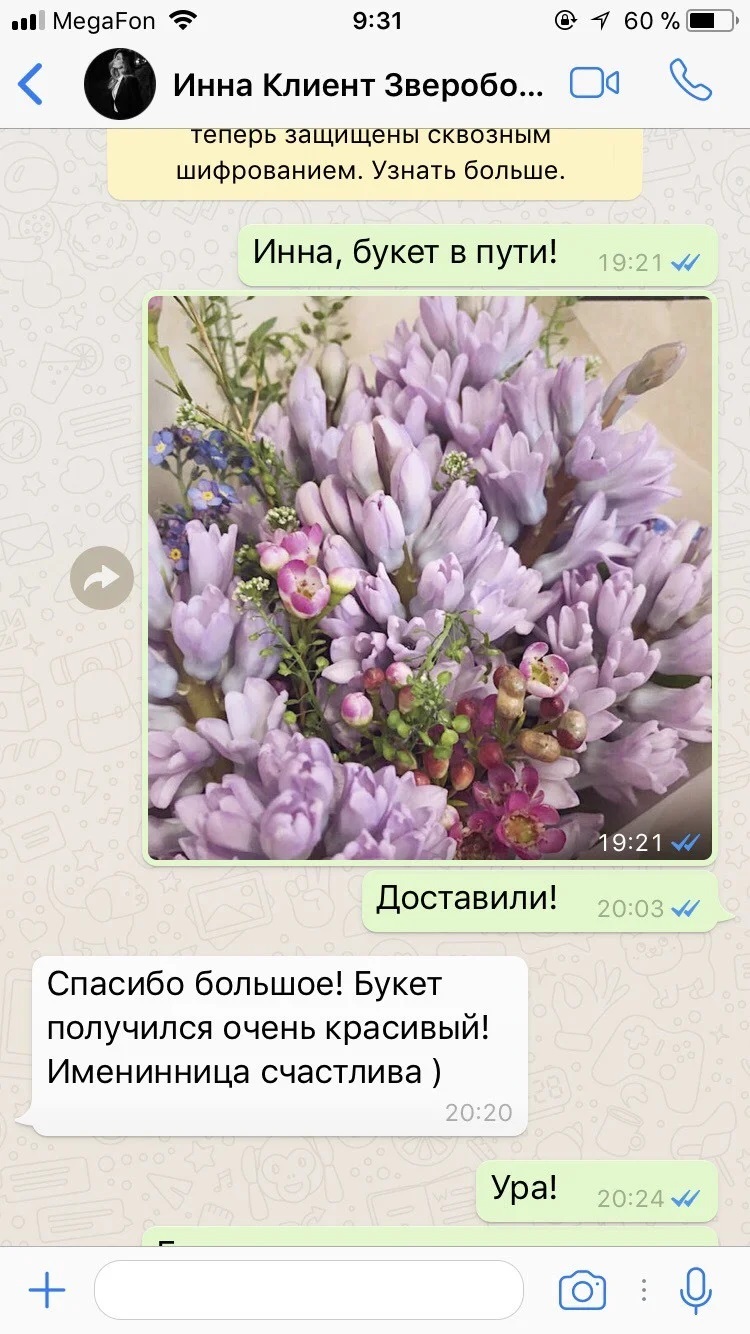 MegaFon 9:31 60 %
Инна Клиент Зверобо...
теперь защищены сквозным
шифрованием. Узнать больше.
Инна, букет в пути! 19:21
19:21
Доставили! 20:03
Спасибо большое! Букет
получился очень красивый!
Именинница счастлива )
20:20
Ура! 20:24